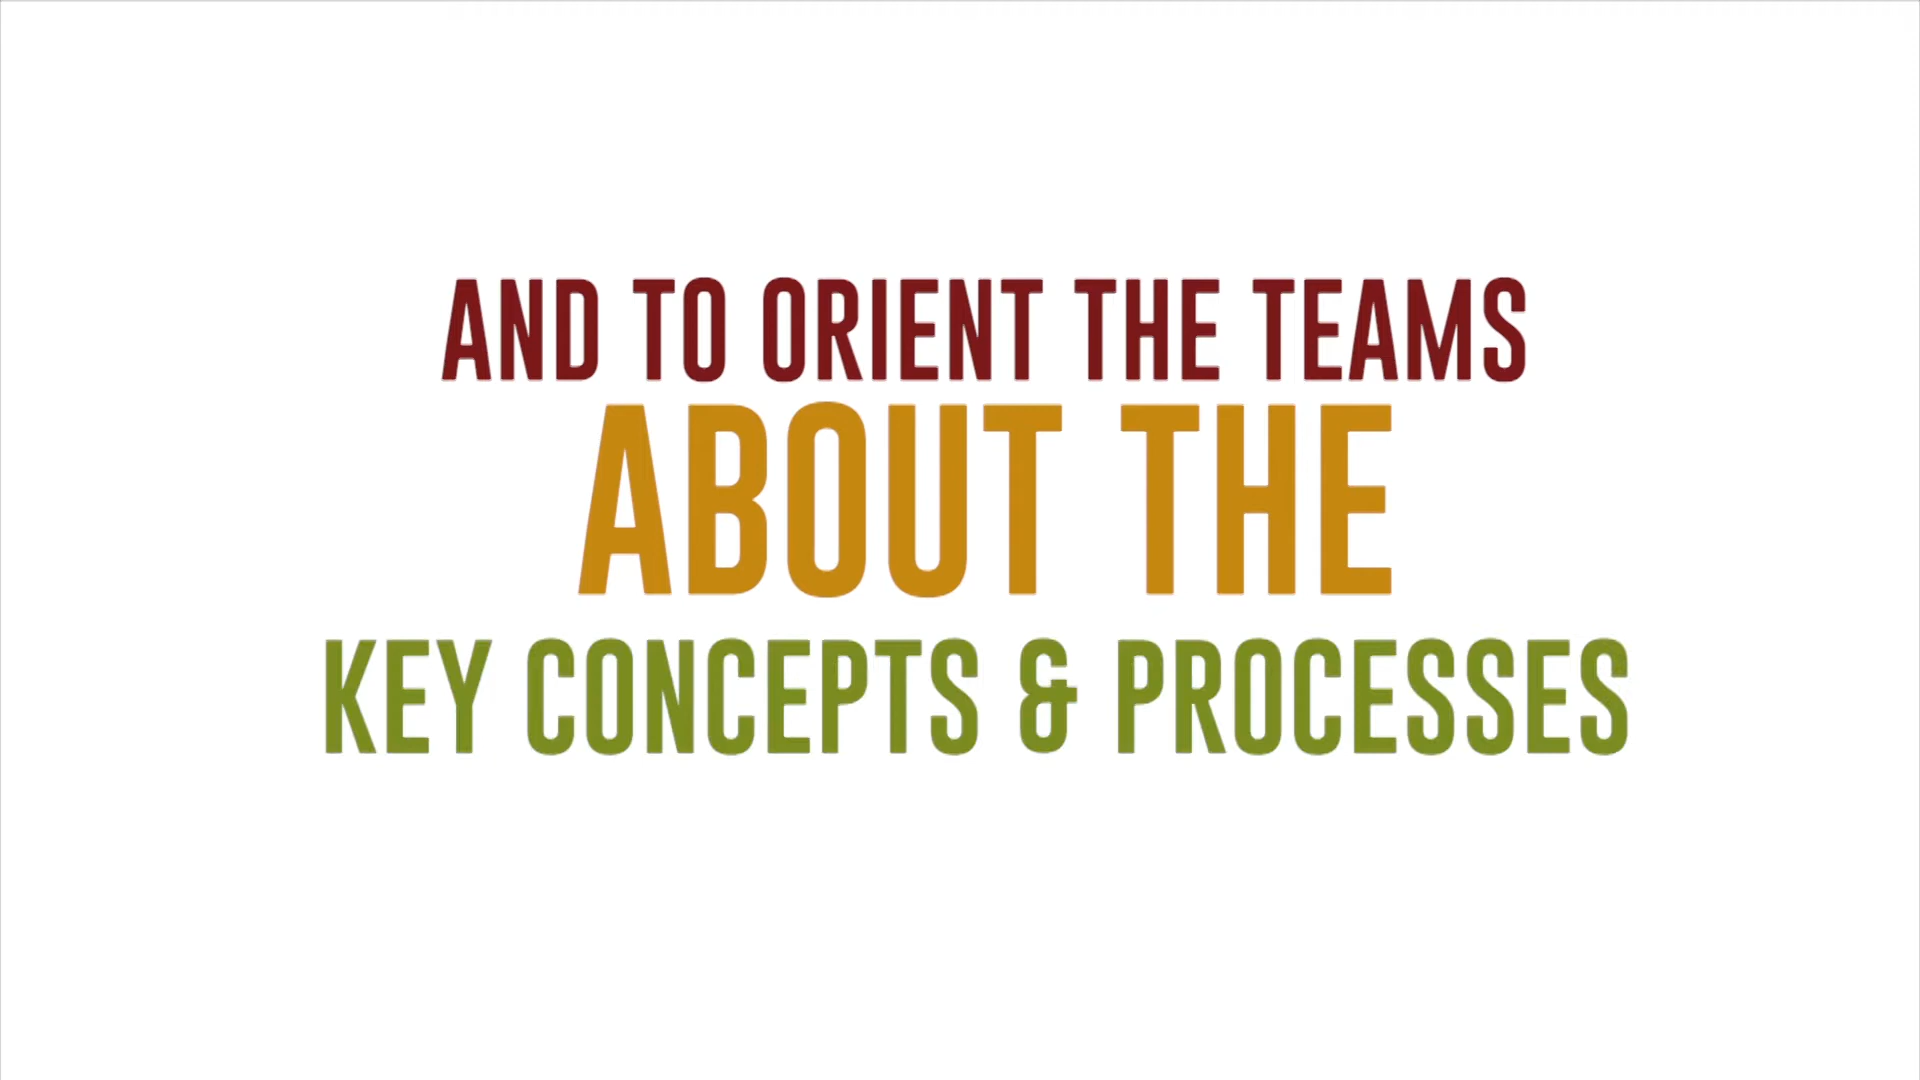 AND TO ORIENT THE TEAMS
ABOUT THE
KEY CONCEPTS & PROCESSES